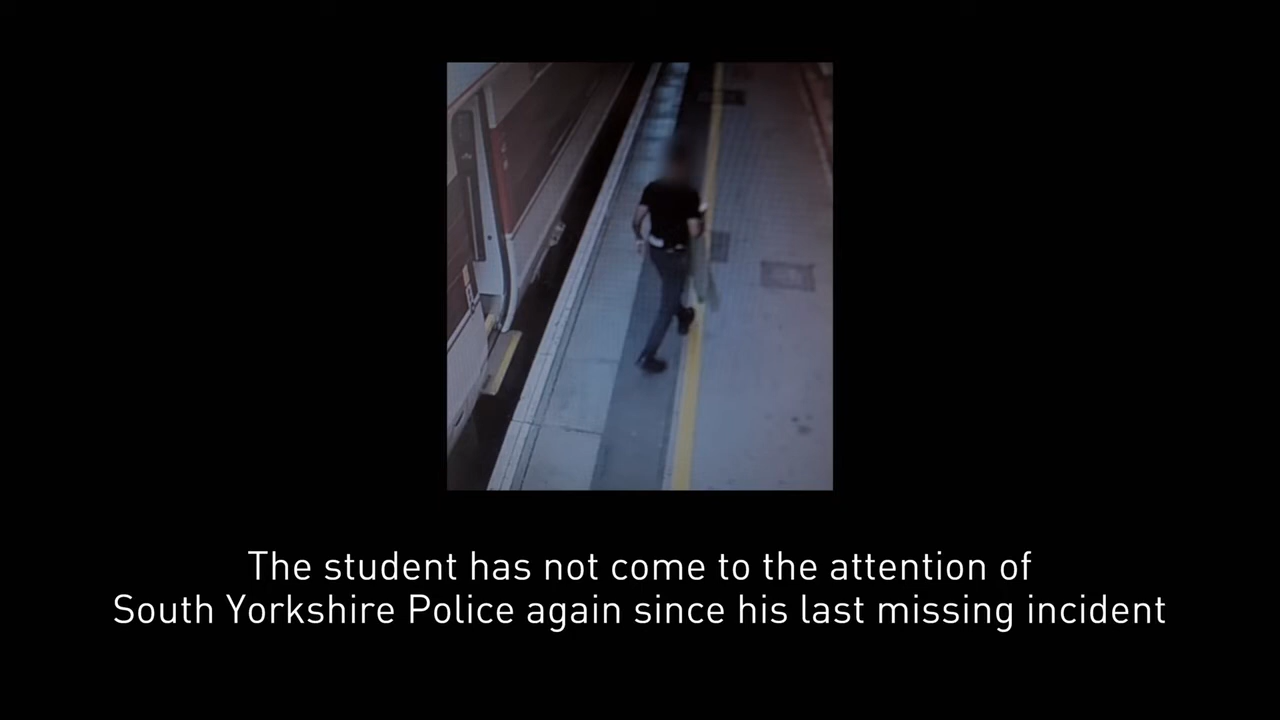 The student has not come to the attention of
South Yorkshire Police again since his last missing incident